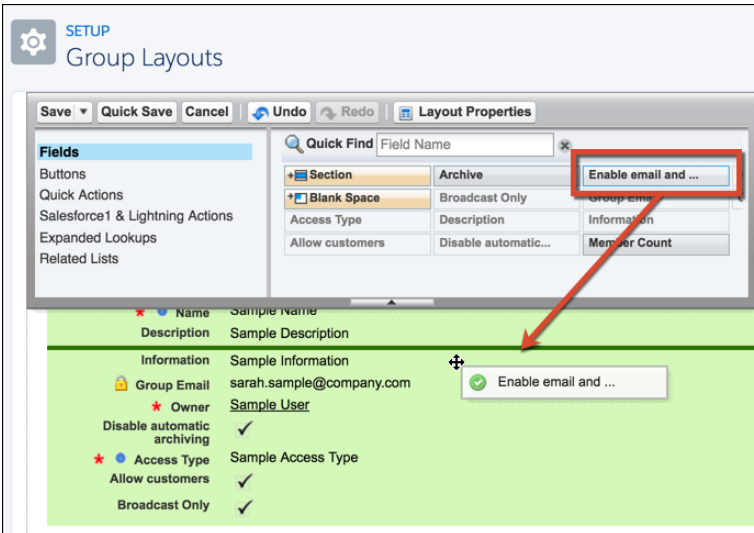 SETUP
Group Layouts
Save Quick Save Cancel Undo Redo Layout Properties
Fields
Buttons
Quick Actions
Salesforce1 & Lightning Actions
Expanded Lookups
Related Lists
Quick Find Field Name
Section Archive Enable email and ...
Blank Space Broadcast Only Group Email
Access Type Description Information
Allow customers Disable automatic... Member Count
* Name Sample Name
Description Sample Description
Information Sample Information
Group Email sarah.sample@company.com
* Owner Sample User
Disable automatic
archiving
* Access Type Sample Access Type
Allow customers
Broadcast Only
Enable email and ...